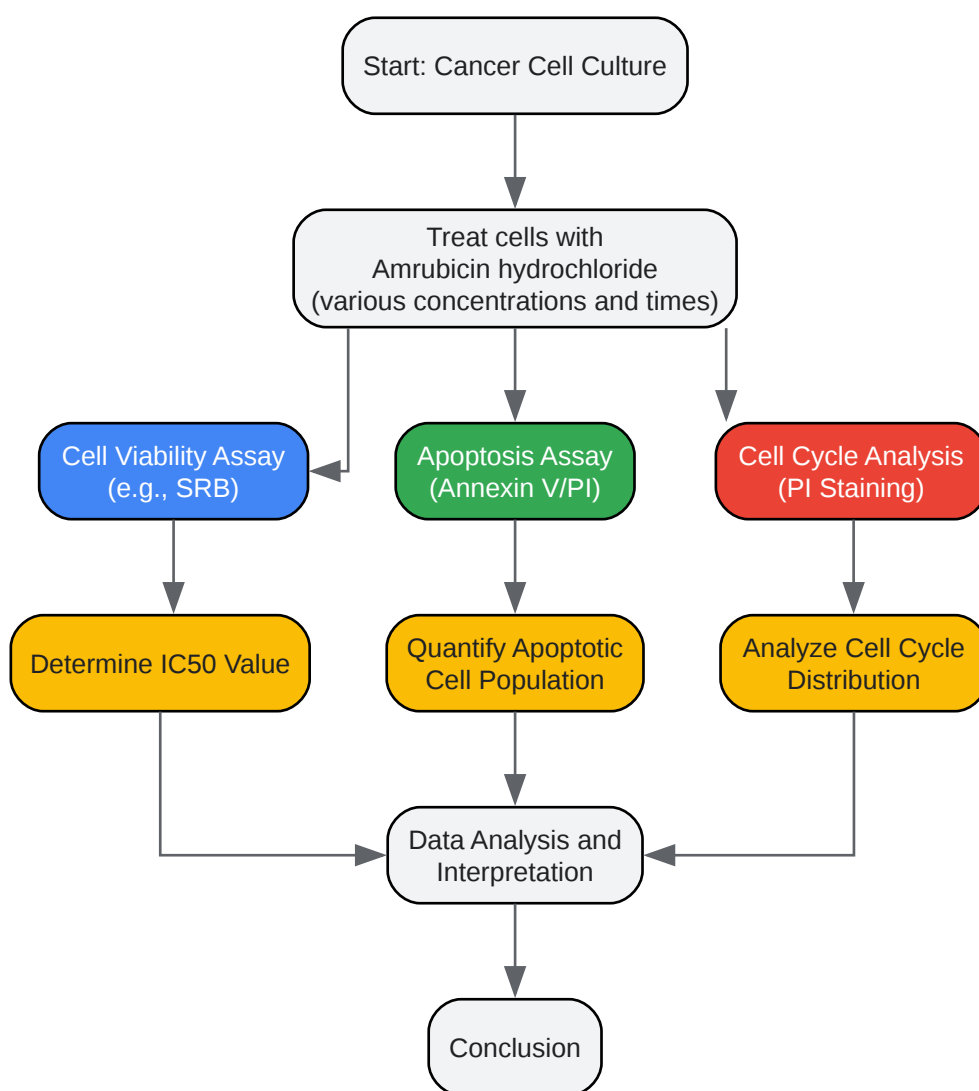 Start: Cancer Cell Culture
Treat cells with
Amrubicin hydrochloride
(various concentrations and times)
Cell Viability Assay
(e.g., SRB)
Apoptosis Assay
(Annexin V/PI)
Cell Cycle Analysis
(PI Staining)
Determine IC50 Value
Quantify Apoptotic
Cell Population
Analyze Cell Cycle
Distribution
Data Analysis and
Interpretation
Conclusion